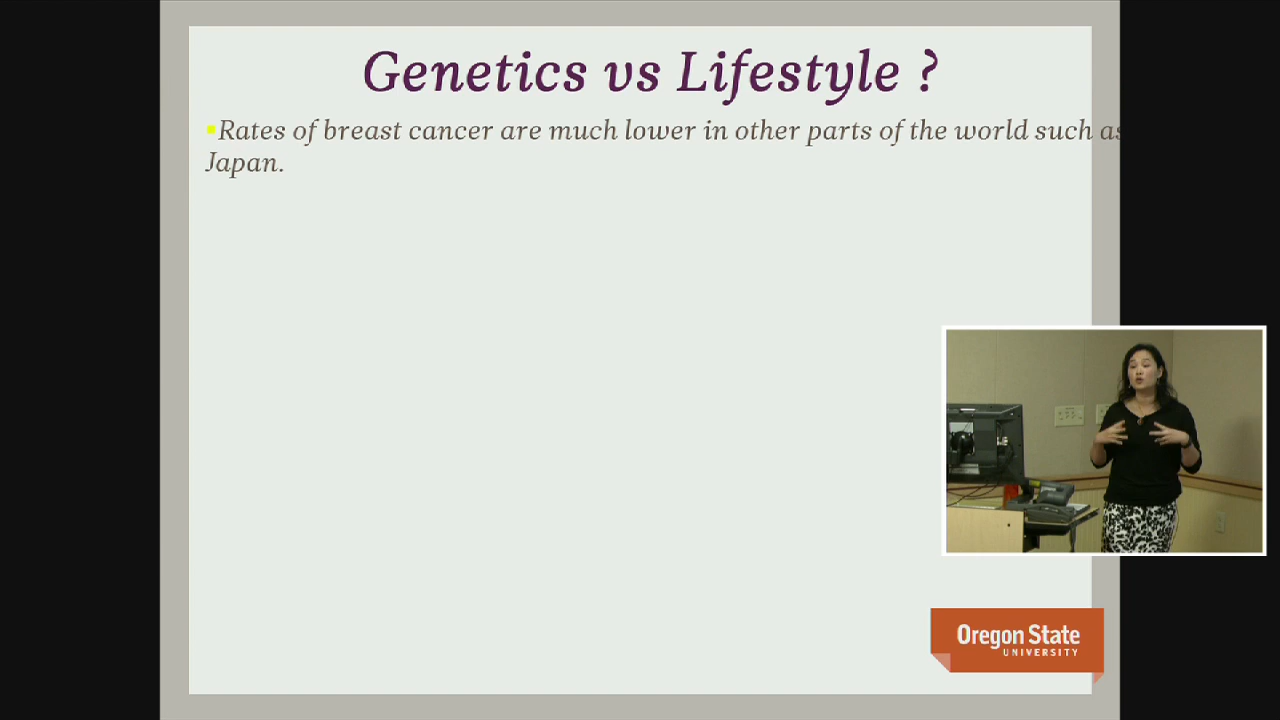 Genetics vs Lifestyle ?
▪Rates of breast cancer are much lower in other parts of the world such as
Japan.
Oregon State
UNIVERSITY